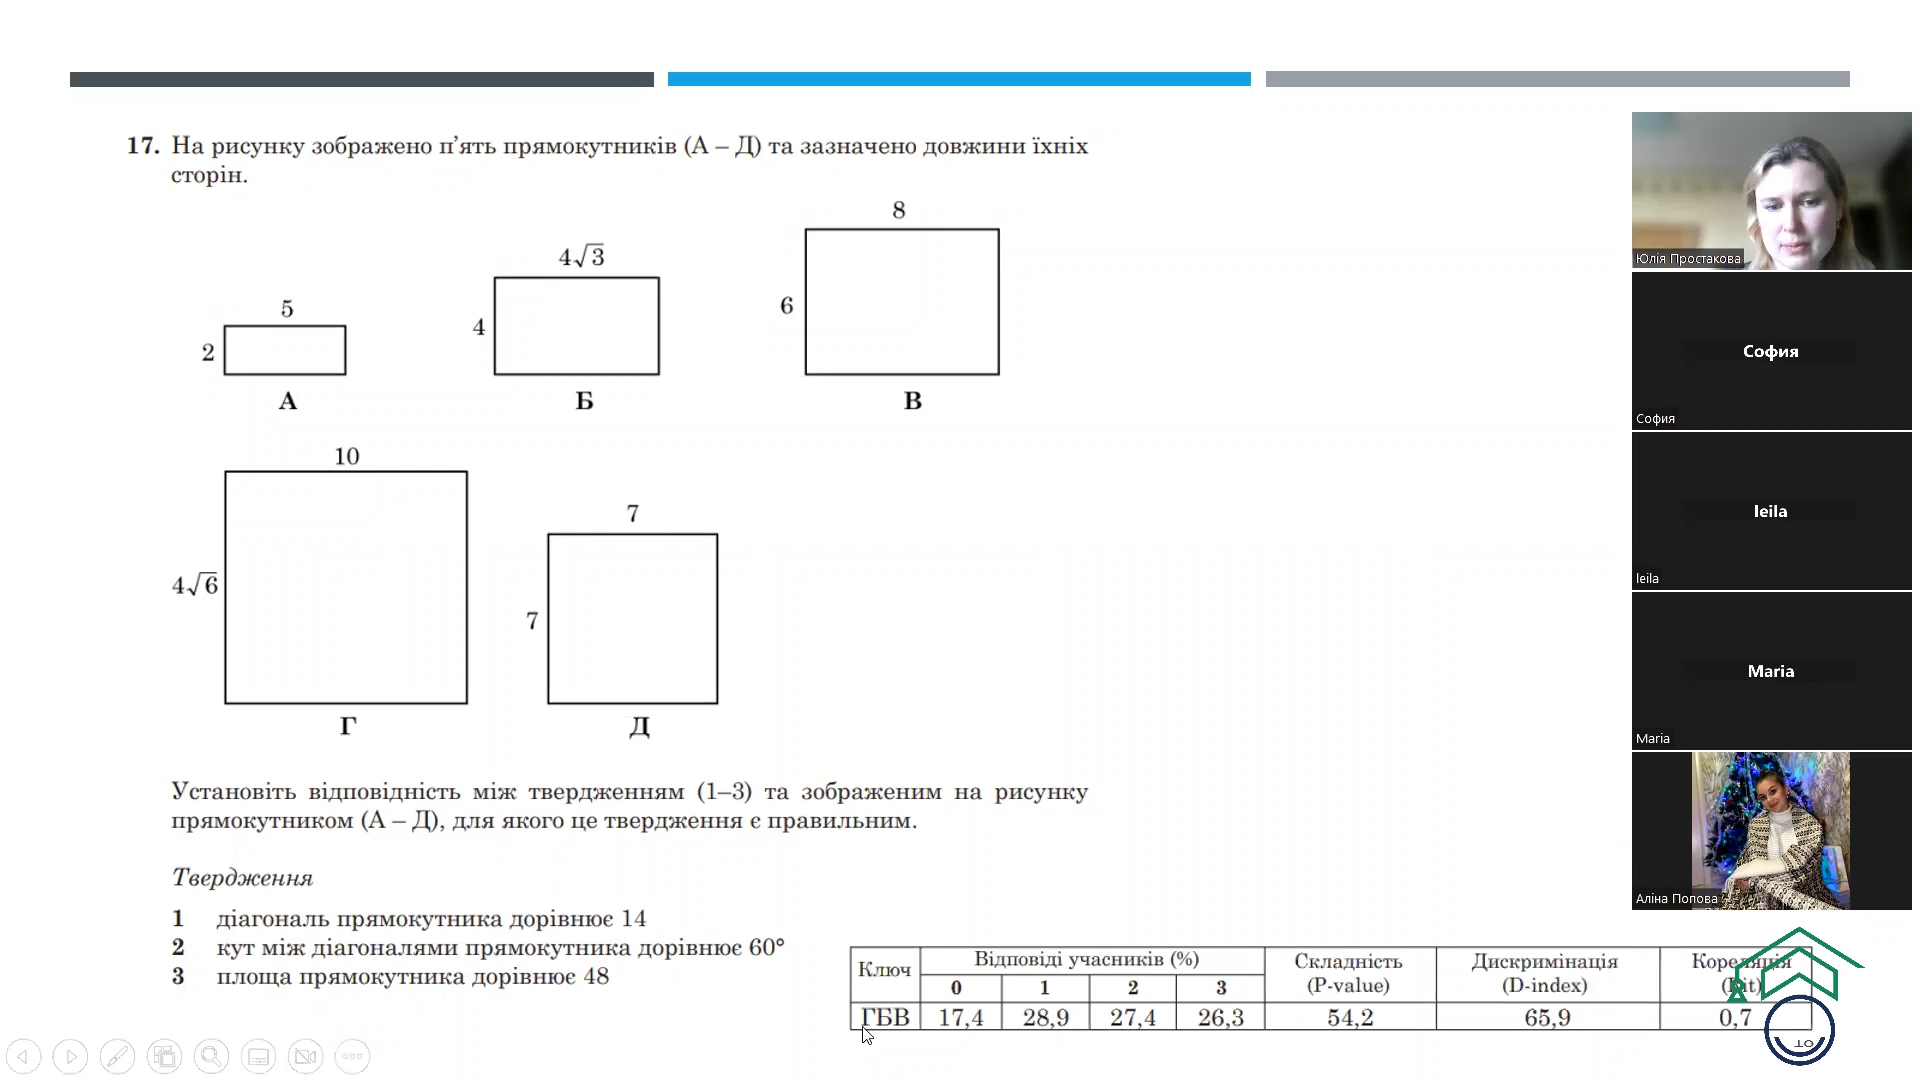 17. На рисунку зображено п’ять прямокутників (А – Д) та зазначено довжини їхніх
сторін.
5
2
А
4√3
4
Б
8
6
В
10
4√6
Г
7
7
Д
Установіть відповідність між твердженням (1–3) та зображеним на рисунку
прямокутником (А – Д), для якого це твердження є правильним.
Твердження
1 діагональ прямокутника дорівнює 14
2 кут між діагоналями прямокутника дорівнює 60°
3 площа прямокутника дорівнює 48
Ключ
Відповіді учасників (%)
0 1 2 3
Складність
(P-value)
Дискримінація
(D-index)
Кореляція
ГБВ 17,4 28,9 27,4 26,3 54,2 65,9 0,7
Юлія Простакова
София
София
leila
leila
Maria
Maria
Аліна Попова